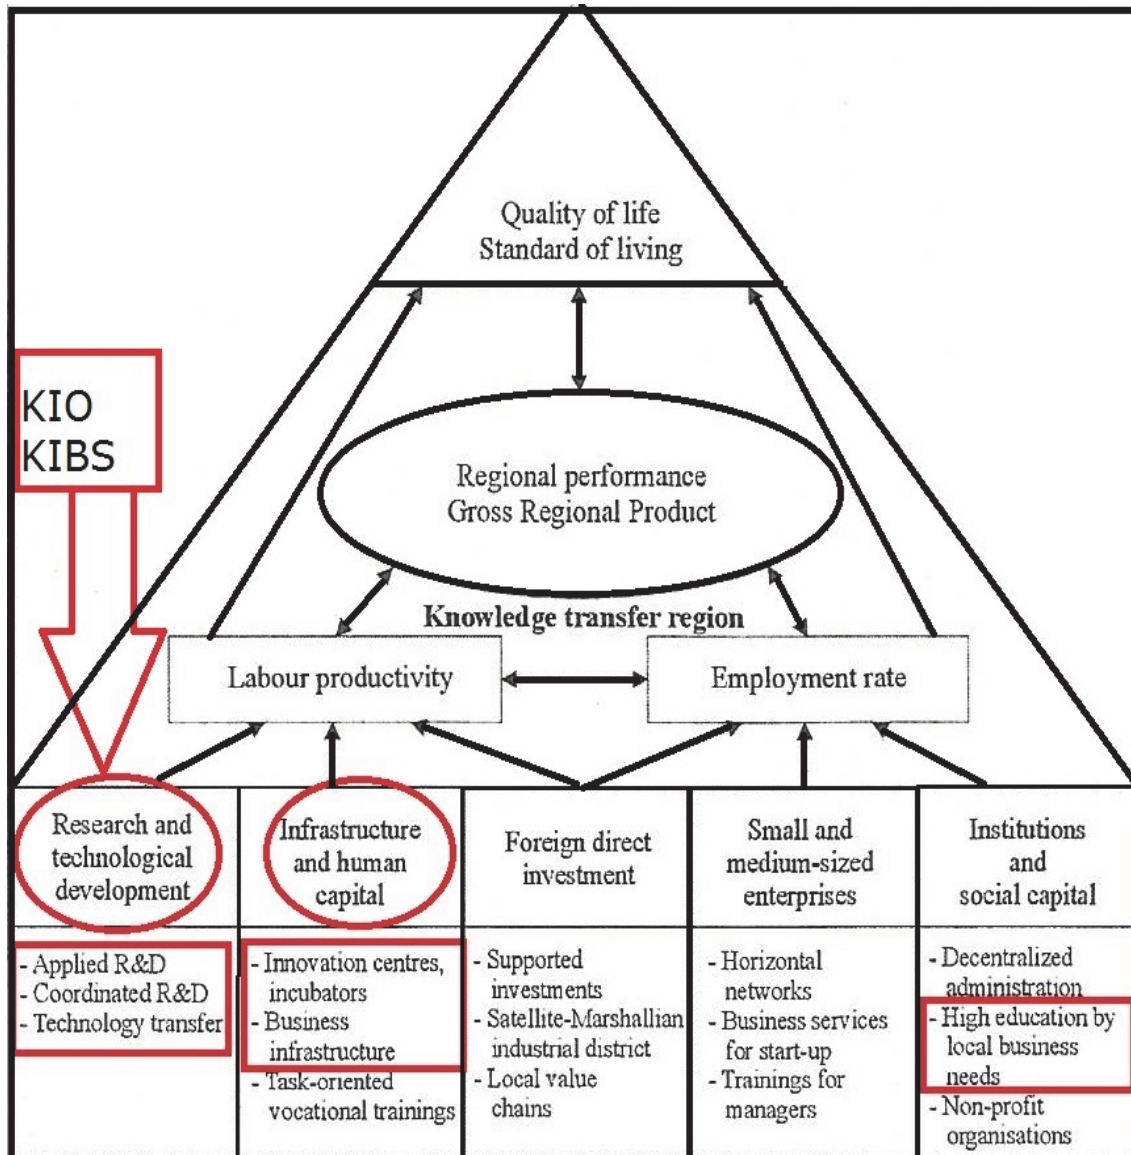 Quality of life
Standard of living
KIO
KIBS
Regional performance
Gross Regional Product
Knowledge transfer region
Labour productivity
Employment rate
Research and
technological
development
Infrastructure
and human
capital
Foreign direct
investment
Small and
medium-sized
enterprises
Institutions
and
social capital
- Applied R&D
- Coordinated R&D
- Technology transfer
- Innovation centres,
incubators
- Business
infrastructure
- Task-oriented
vocational trainings
- Supported
investments
- Satellite-Marshallian
industrial district
- Local value
chains
- Horizontal
networks
- Business services
for start-up
- Trainings for
managers
- Decentralized
administration
- High education by
local business
needs
- Non-profit
organisations